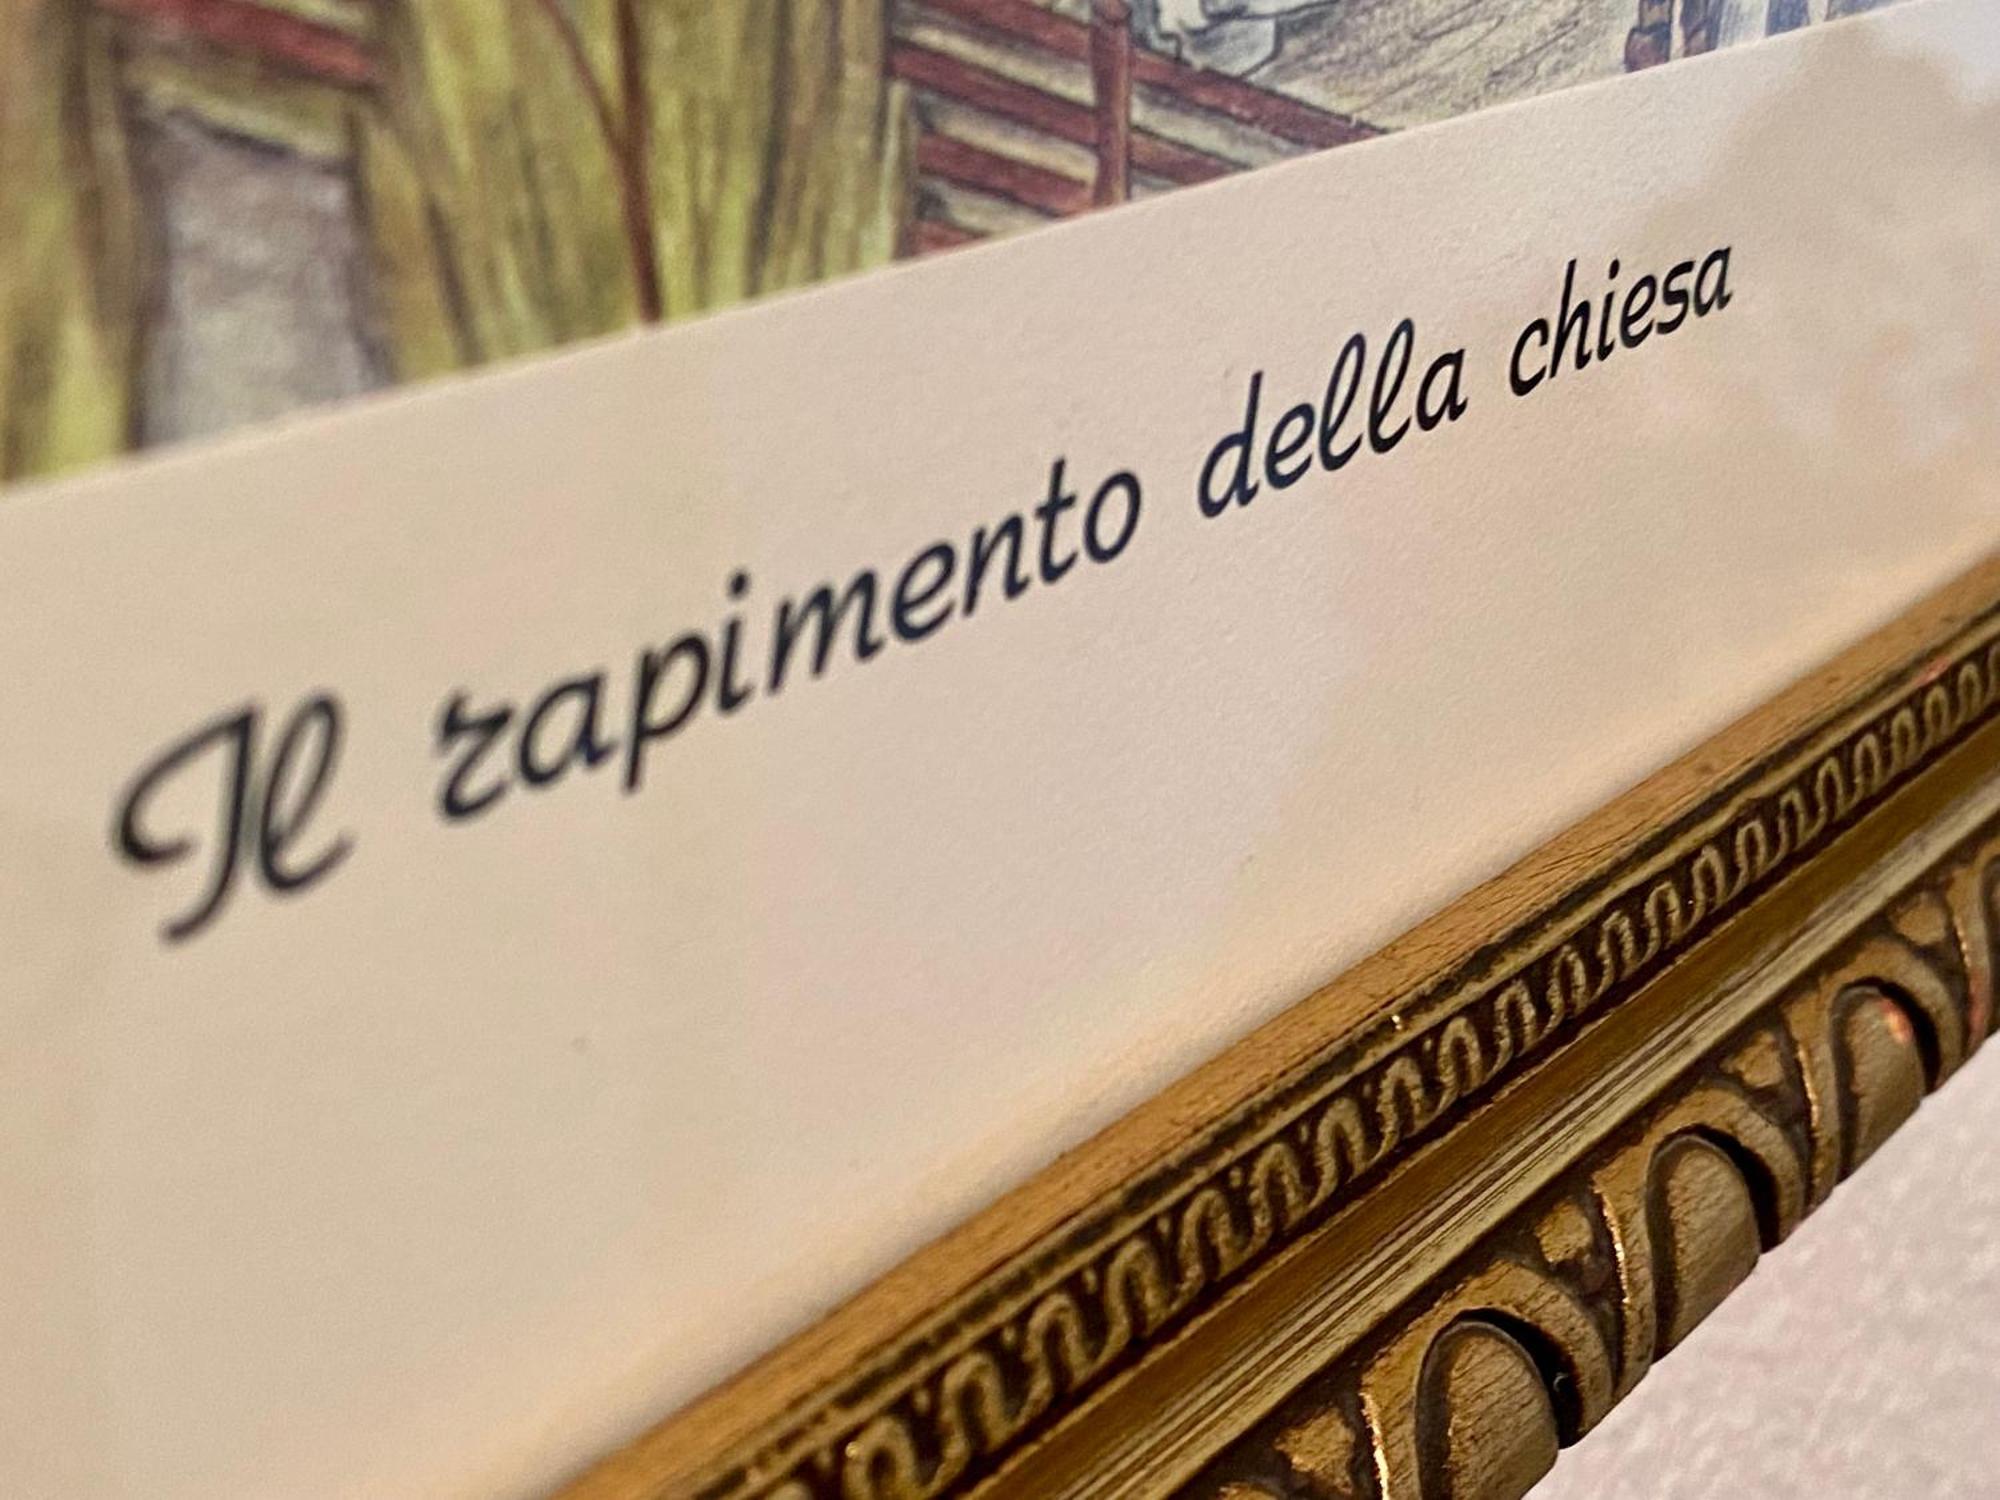 Il rapimento della chiesa